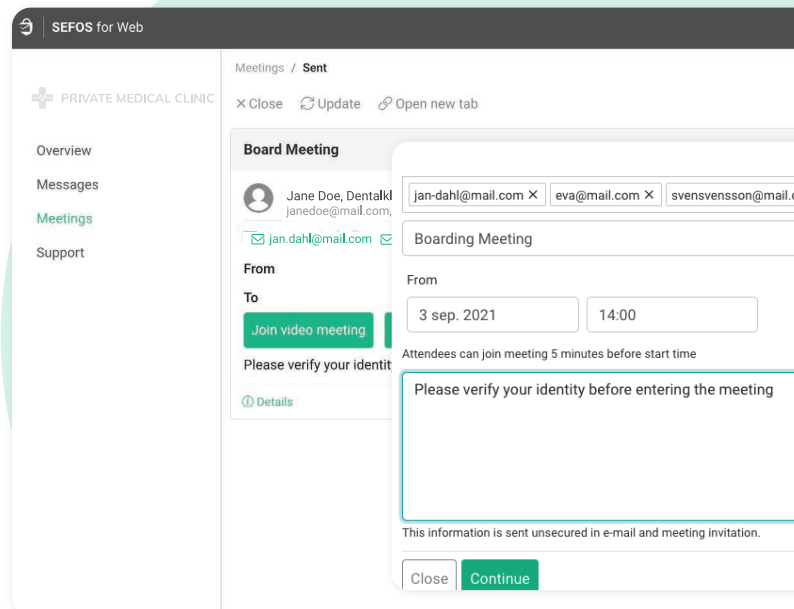 SEFOS for Web
PRIVATE MEDICAL CLINIC
Overview
Messages
Meetings
Support
Meetings / Sent
Close Update Open new tab
Board Meeting
Jane Doe,
janedoe@mail.com,
jan.dahl@mail.com
From
To
Join video meeting
Please verify your
Details
jan-dahl@mail.com eva@mail.com
Boarding Meeting
From
3 sep. 2021 14:00
Attendees can join meeting 5 minutes before start time
Please verify your identity before entering the meeting
This information is sent unsecured in e-mail and meeting invitation.
Close Continue